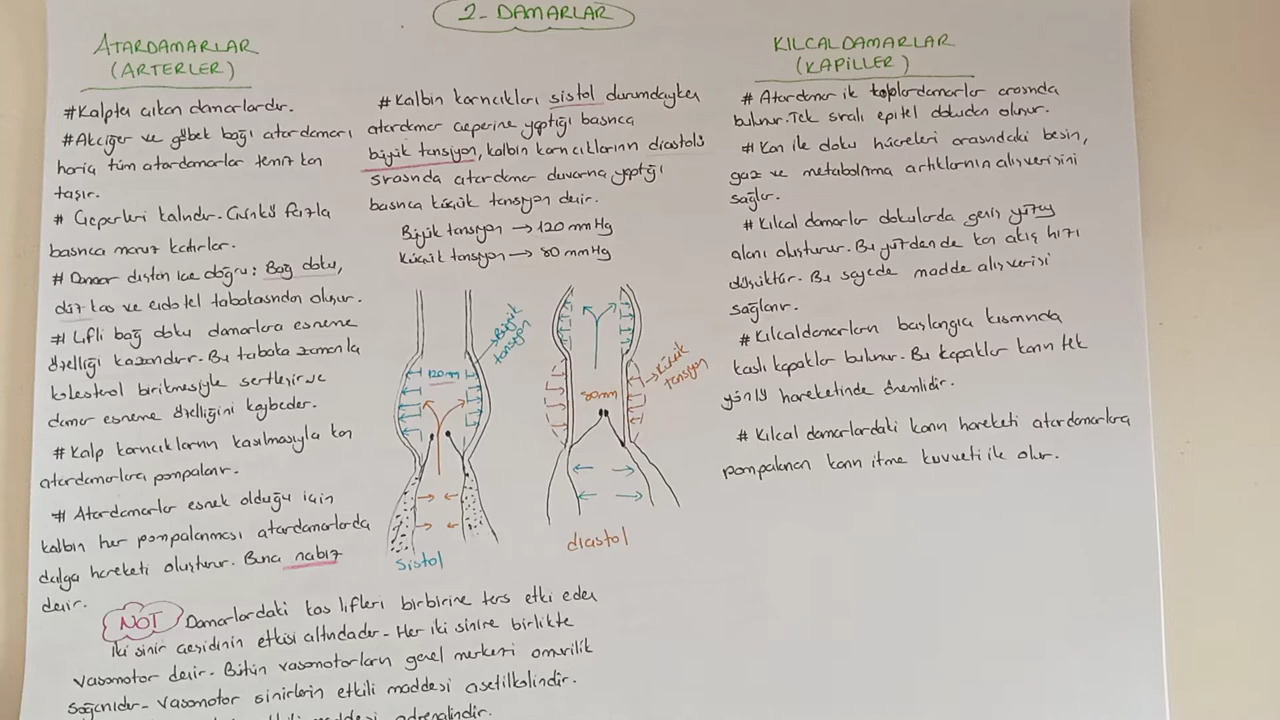 2- DAMARLAR
ATARDAMARLAR
(ARTERLER)
#Kalpten çıkan damarlardır.
#Akciğer ve göbek bağı atardamarı
hariç tüm atardamarlar temiz kan
taşır.
# Çeperleri kalındır. Çünkü fazla
basınca maruz kalırlar.
# Damar dıştan içe doğru: Bağ doku,
düz kas ve endotel tabakasından oluşur.
# Lifli bağ doku damarlara esneme
özelliği kazandırır. Bu tabaka zamanla
kolesterol birikmesiyle sertleşir ve
damar esneme özelliğini kaybeder.
# Kalp karıncıklarının kasılmasıyla kan
atardamarlara pompalanır.
# Atardamarlar esnek olduğu için
kalbin her pompalanması atardamarlarda
dalga hareketi oluşturur. Buna nabız
denir.
# Kalbin karıncıkları sistol durumdayken
atardamar çeperine yaptığı basınca
büyük tansiyon, kalbin karıncıklarının diastolü
sırasında atardamar duvarına yaptığı
basınca küçük tansiyon denir.
Büyük tansiyon → 120 mmHg
Küçük tansiyon → 80 mmHg
Büyük
tansiyon
120mm
sistol
Küçük
tansiyon
80mm
diastol
KILCALDAMARLAR
(KAPİLLER)
# Atardamar ile toplardamarlar arasında
bulunur. Tek sıralı epitel dokudan oluşur.
# Kan ile doku hücreleri arasındaki besin,
gaz ve metabolizma artıklarının alışverişini
sağlar.
# Kılcal damarlar dokularda geniş yüzey
alanı oluşturur. Bu yüzden de kan akış hızı
düşüktür. Bu sayede madde alışverişi
sağlanır.
# Kılcaldamarların başlangıç kısmında
kaslı kapaklar bulunur. Bu kapaklar kanın tek
yönlü hareketinde önemlidir.
# Kılcal damarlardaki kanın hareketi atardamarlara
pompalanan kanın itme kuvveti ile olur.
NOT Damarlardaki kas lifleri birbirine ters etki eden
iki sinir çeşidinin etkisi altındadır- Her iki sinire birlikte
vasomotor denir- Bütün vasomotorların genel merkezi omurilik
soğanıdır- Vasomotor sinirlerin etkili maddesi asetilkolindir.
etkili maddesi adrenalindir.